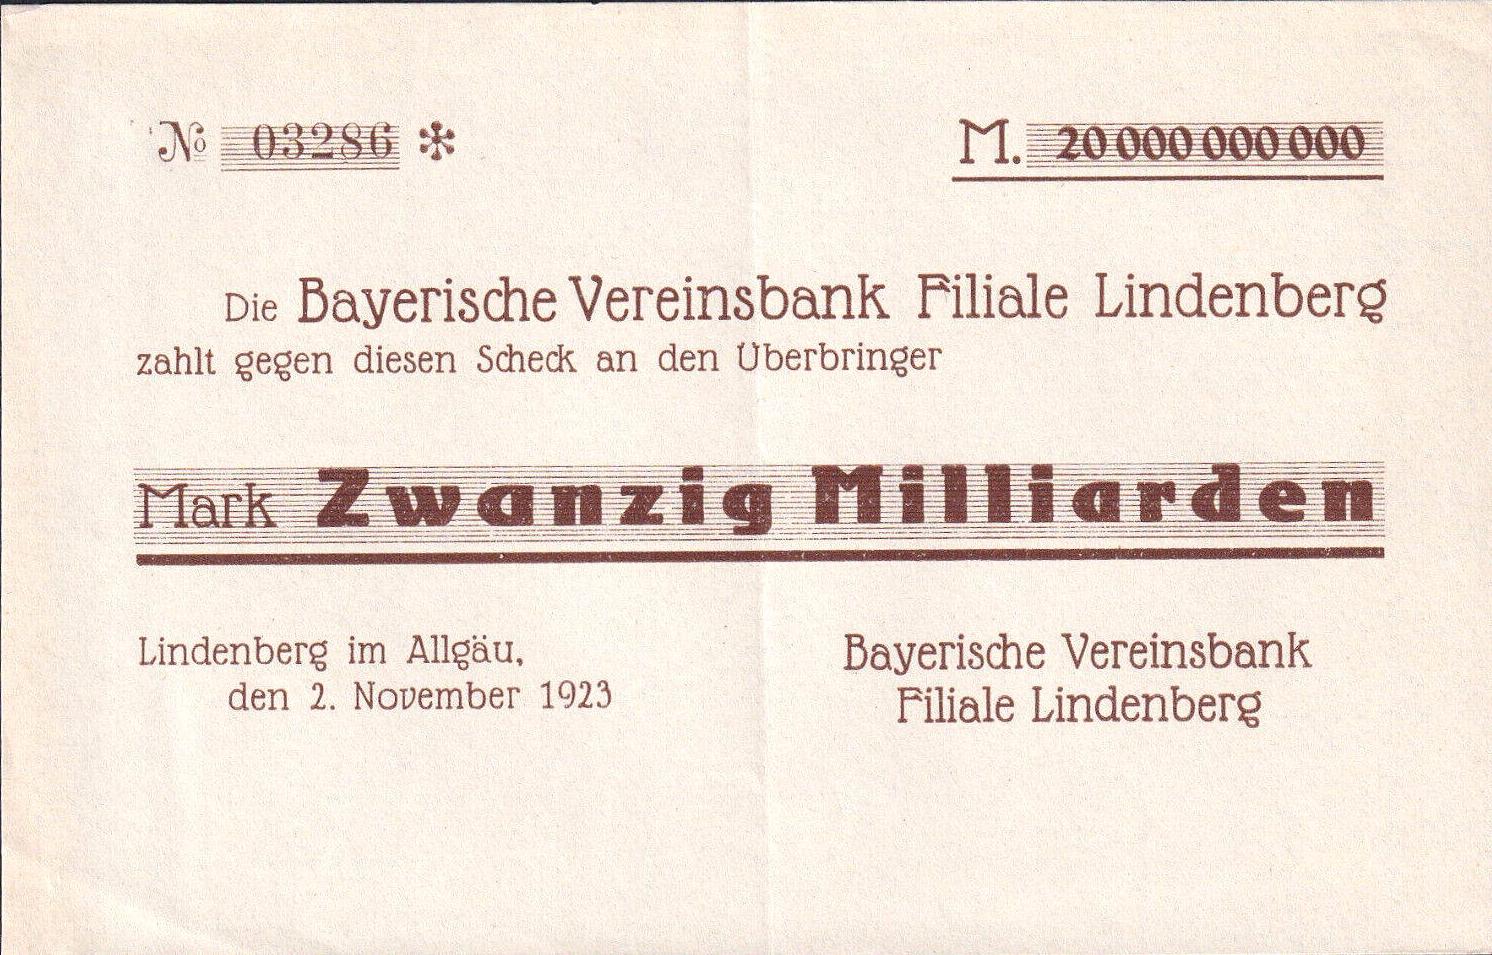 № 03286 *
M. 20 000 000 000
Die Bayerische Vereinsbank Filiale Lindenberg
zahlt gegen diesen Scheck an den Überbringer
Mark Zwanzig Milliarden
Lindenberg im Allgäu,
den 2. November 1923
Bayerische Vereinsbank
Filiale Lindenberg